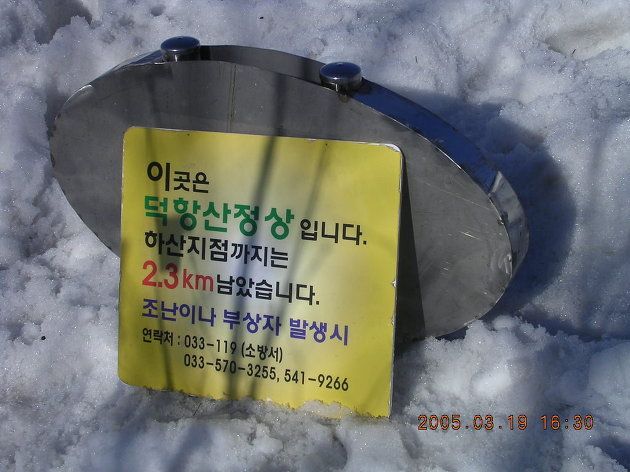 이곳은
덕항산정상 입니다.
하산지점까지는
2.3km남았습니다.
조난이나 부상자 발생시
연락처 : 033-119 (소방서)
033-570-3255, 541-9266
2005.03.19 16:30